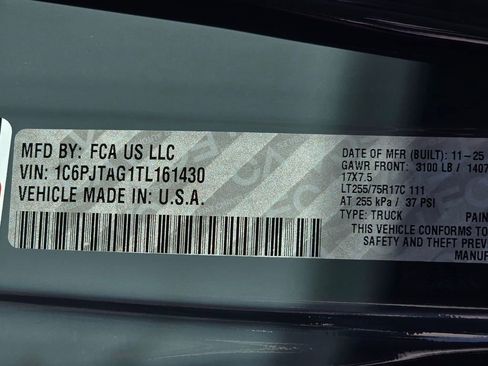 MFD BY: FCA US LLC
VIN: 1C6PJTAG1TL161430
VEHICLE MADE IN: U.S.A.
DATE OF MFR (BUILT): 11-25
GAWR FRONT: 3100 LB / 1407
17X7.5
LT255/75R17C 111
AT 255 kPa / 37 PSI
TYPE: TRUCK PAIN
THIS VEHICLE CONFORMS TO
SAFETY AND THEFT PREV
MANUF